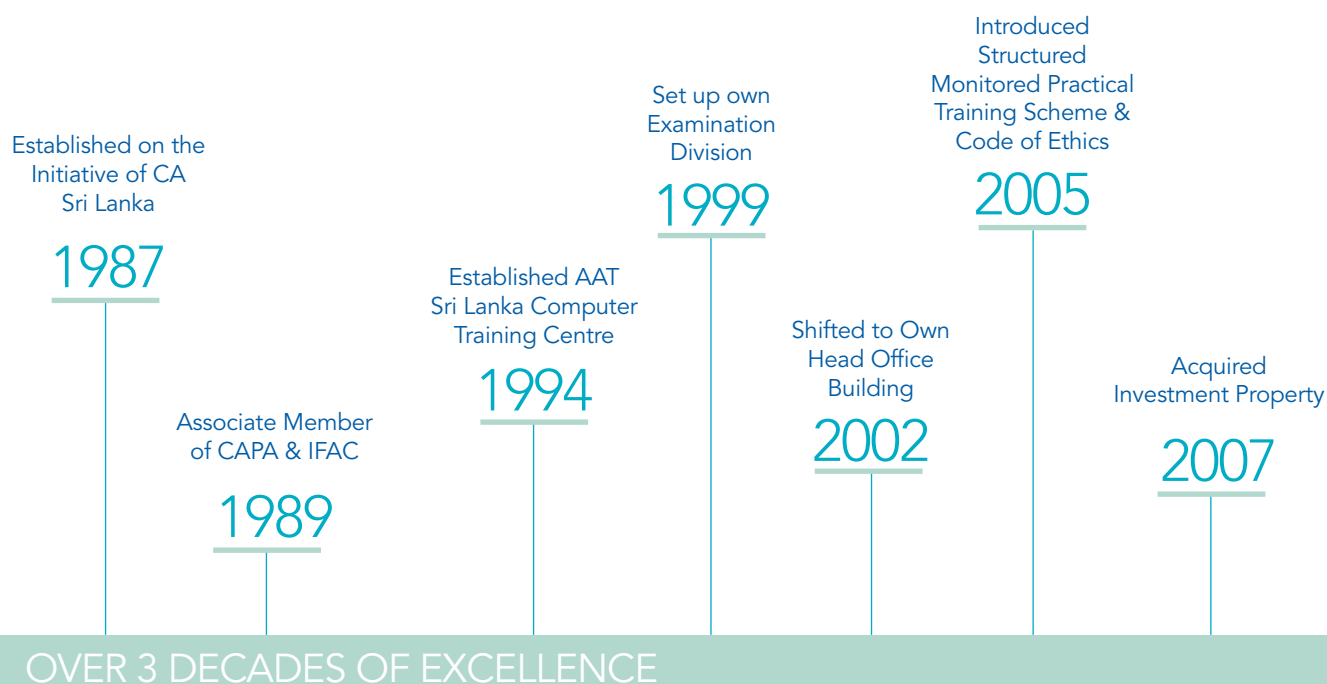 Established on the
Initiative of CA
Sri Lanka
1987
Associate Member
of CAPA & IFAC
1989
Established AAT
Sri Lanka Computer
Training Centre
1994
Set up own
Examination
Division
1999
Shifted to Own
Head Office
Building
2002
Introduced
Structured
Monitored Practical
Training Scheme &
Code of Ethics
2005
Acquired
Investment Property
2007
OVER 3 DECADES OF EXCELLENCE